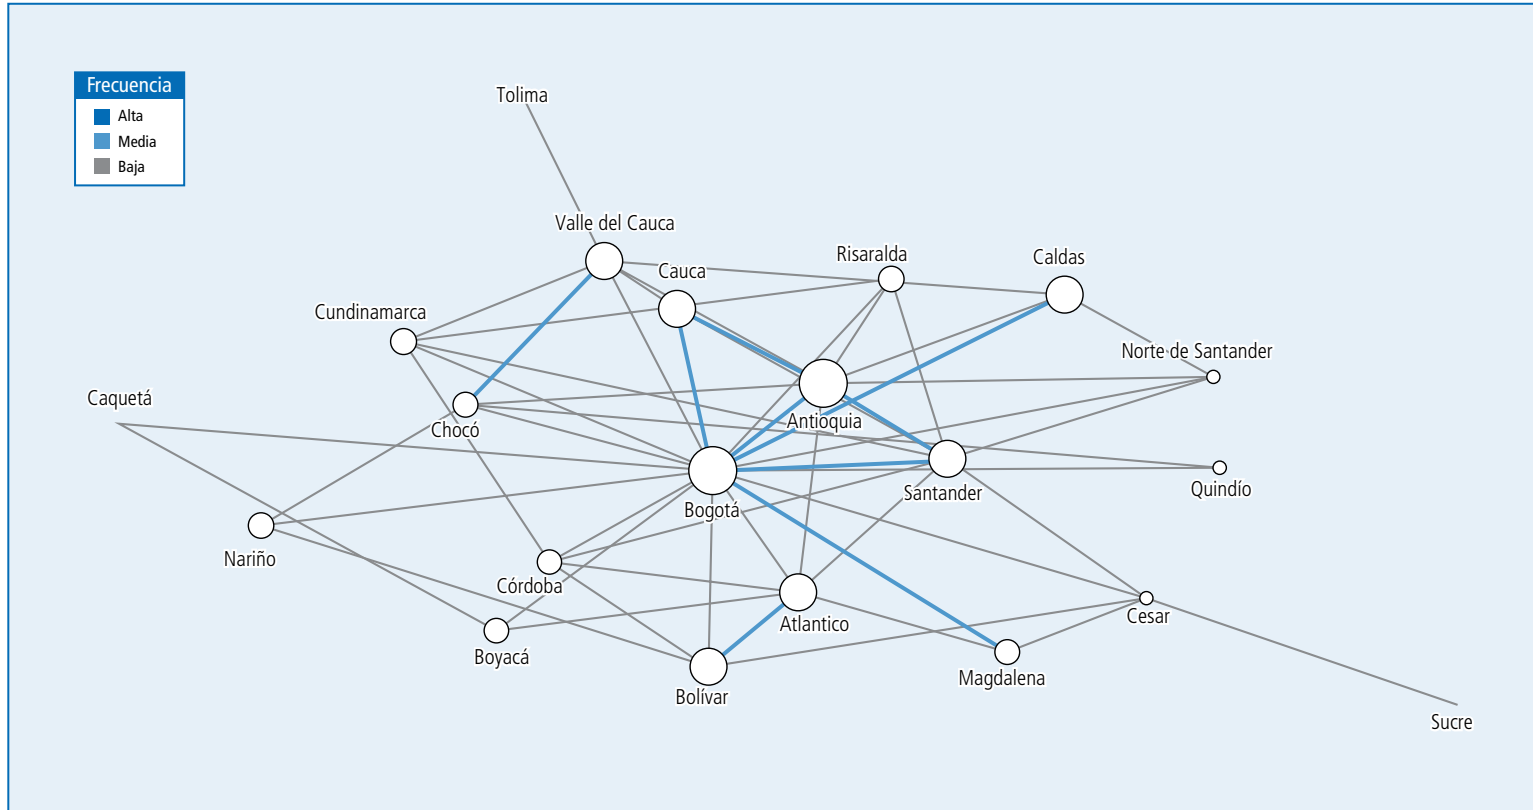 Frecuencia
Alta
Media
Baja
Tolima
Valle del Cauca
Cauca
Risaralda
Caldas
Cundinamarca
Norte de Santander
Caquetá
Chocó
Antioquia
Santander
Quindío
Bogotá
Nariño
Córdoba
Atlantico
Cesar
Boyacá
Magdalena
Bolívar
Sucre